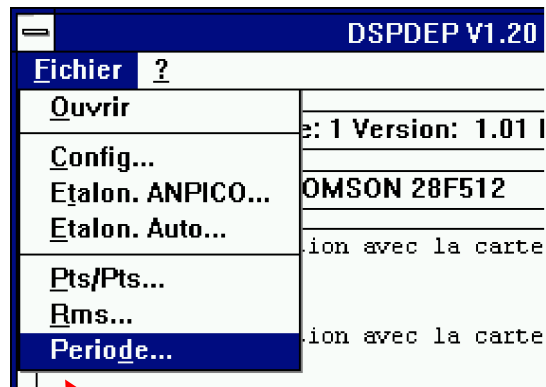 DSPDEP V1.20
Fichier ?
Ouvrir
e: 1 Version: 1.01
Config...
Etalon. ANPICO...
OMSON 28F512
Etalon. Auto...
ion avec la carte
Pts/Pts...
Rms...
ion avec la carte
Periode...